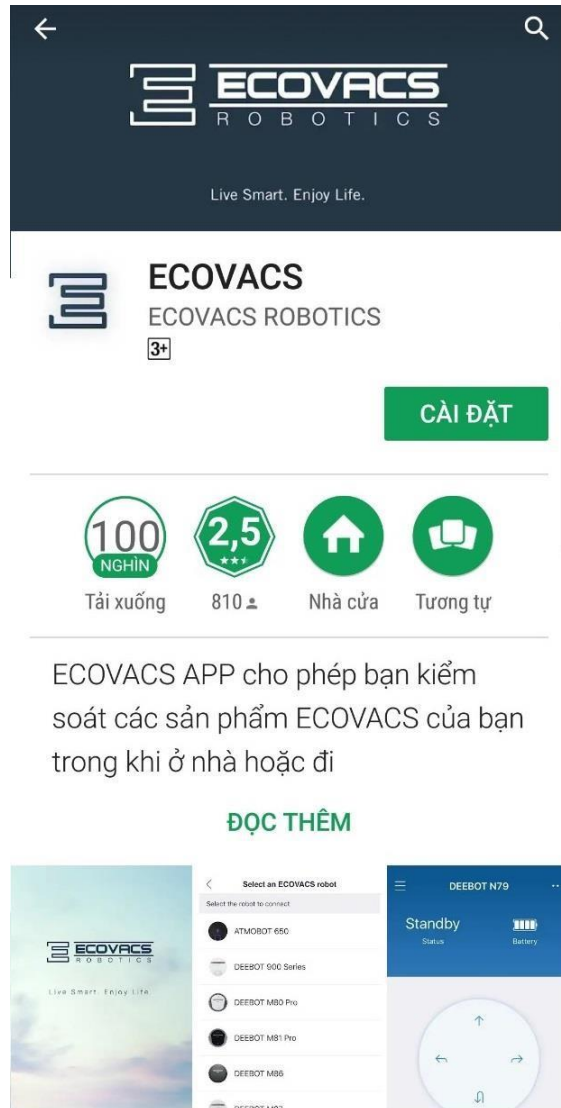 ECOVACS
ROBOTICS
Live Smart. Enjoy Life.
ECOVACS
ECOVACS ROBOTICS
3+
CÀI ĐẶT
100
NGHÌN
Tải xuống
2,5
810
Nhà cửa
Tương tự
ECOVACS APP cho phép bạn kiểm
soát các sản phẩm ECOVACS của bạn
trong khi ở nhà hoặc đi
ĐỌC THÊM
ECOVACS
ROBOTICS
Live Smart. Enjoy Life.
Select an ECOVACS robot
Select the robot to connect
ATMOBOT 650
DEEBOT 900 Series
DEEBOT M80 Pro
DEEBOT M81 Pro
DEEBOT M86
DEEBOT N79
Standby
Status
Battery